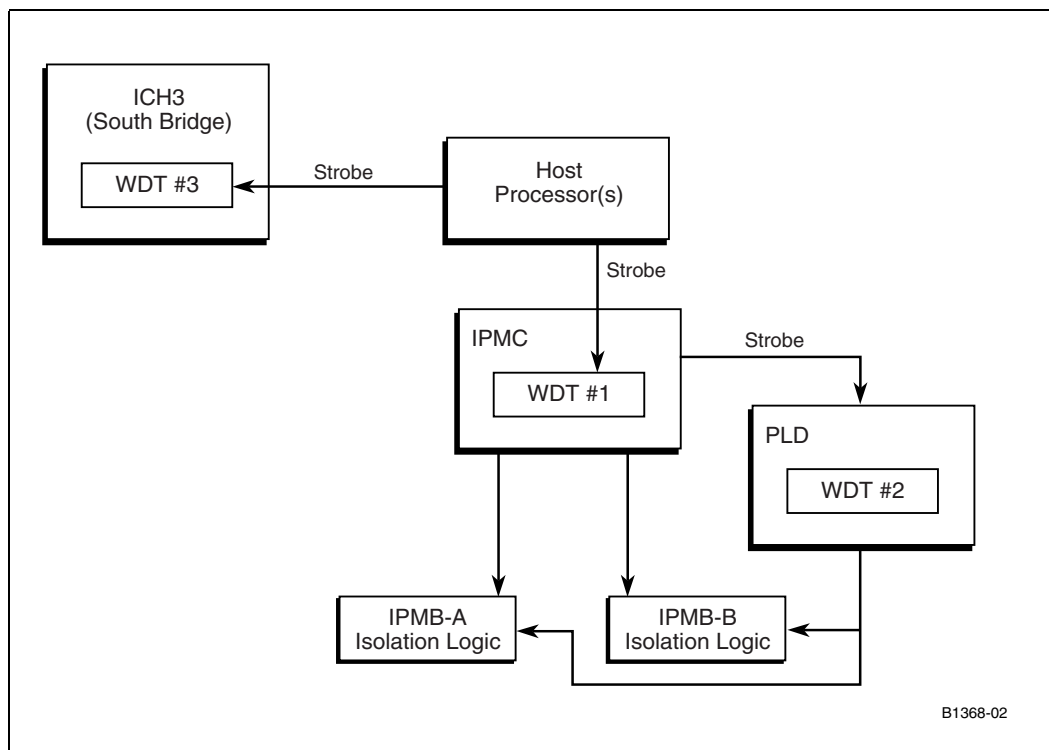 ICH3
(South Bridge)
WDT #3
Strobe
Host
Processor(s)
Strobe
IPMC
WDT #1
Strobe
PLD
WDT #2
IPMB-A
Isolation Logic
IPMB-B
Isolation Logic
B1368-02